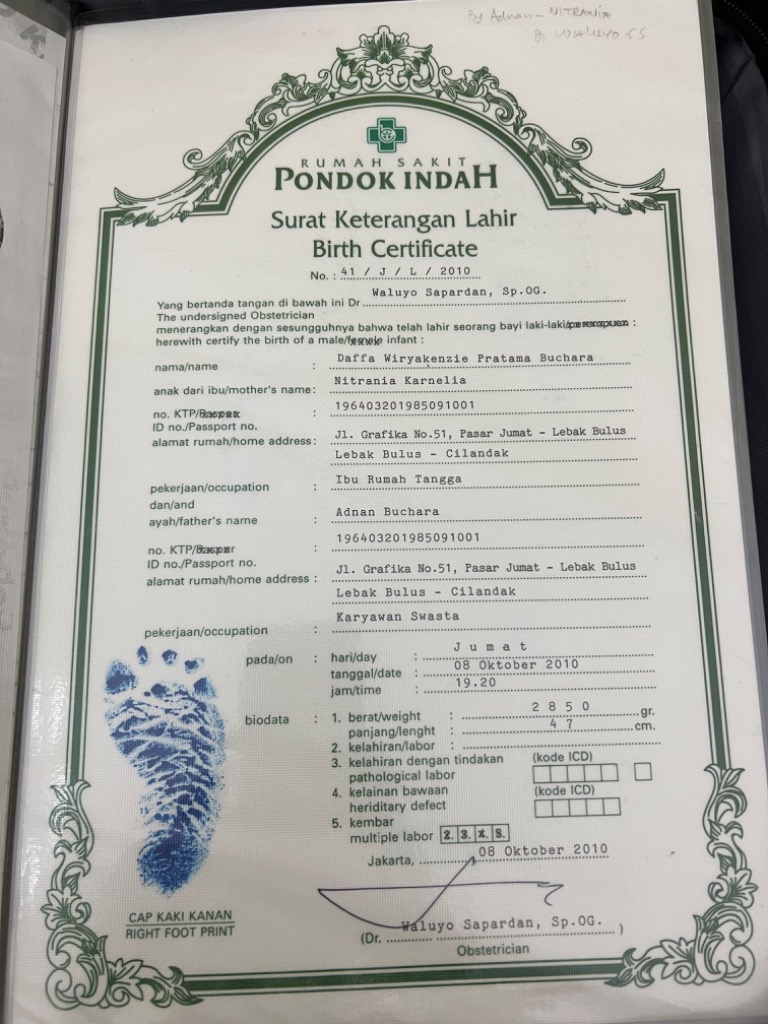 By Adnan - NITRANIA
RUMAH SAKIT
PONDOK INDAH
Surat Keterangan Lahir
Birth Certificate
No. : 41 / J / L / 2010
Yang bertanda tangan di bawah ini Dr. Waluyo Sapardan, Sp.OG.
The undersigned Obstetrician
menerangkan dengan sesungguhnya bahwa telah lahir seorang bayi laki-laki/perempuan :
herewith certify the birth of a male/female infant :
nama/name : Daffa Wiryakenzie Pratama Buchara
anak dari ibu/mother's name : Nitrania Karnelia
no. KTP/Paspor : 196403201985091001
ID no./Passport no.
alamat rumah/home address : Jl. Grafika No.51, Pasar Jumat - Lebak Bulus
Lebak Bulus - Cilandak
pekerjaan/occupation : Ibu Rumah Tangga
dan/and
ayah/father's name : Adnan Buchara
no. KTP/Paspor : 196403201985091001
ID no./Passport no.
alamat rumah/home address : Jl. Grafika No.51, Pasar Jumat - Lebak Bulus
Lebak Bulus - Cilandak
pekerjaan/occupation : Karyawan Swasta
pada/on : hari/day : J u m a t
tanggal/date : 08 Oktober 2010
jam/time : 19.20
biodata : 1. berat/weight : 2 8 5 0 gr.
panjang/lenght : 4 7 cm.
2. kelahiran/labor :
3. kelahiran dengan tindakan (kode ICD)
pathological labor
4. kelainan bawaan (kode ICD)
heriditary defect
5. kembar
multiple labor 2. 3. 4. 5.
Jakarta, 08 Oktober 2010
CAP KAKI KANAN
RIGHT FOOT PRINT
(Dr. Waluyo Sapardan, Sp.OG. )
Obstetrician